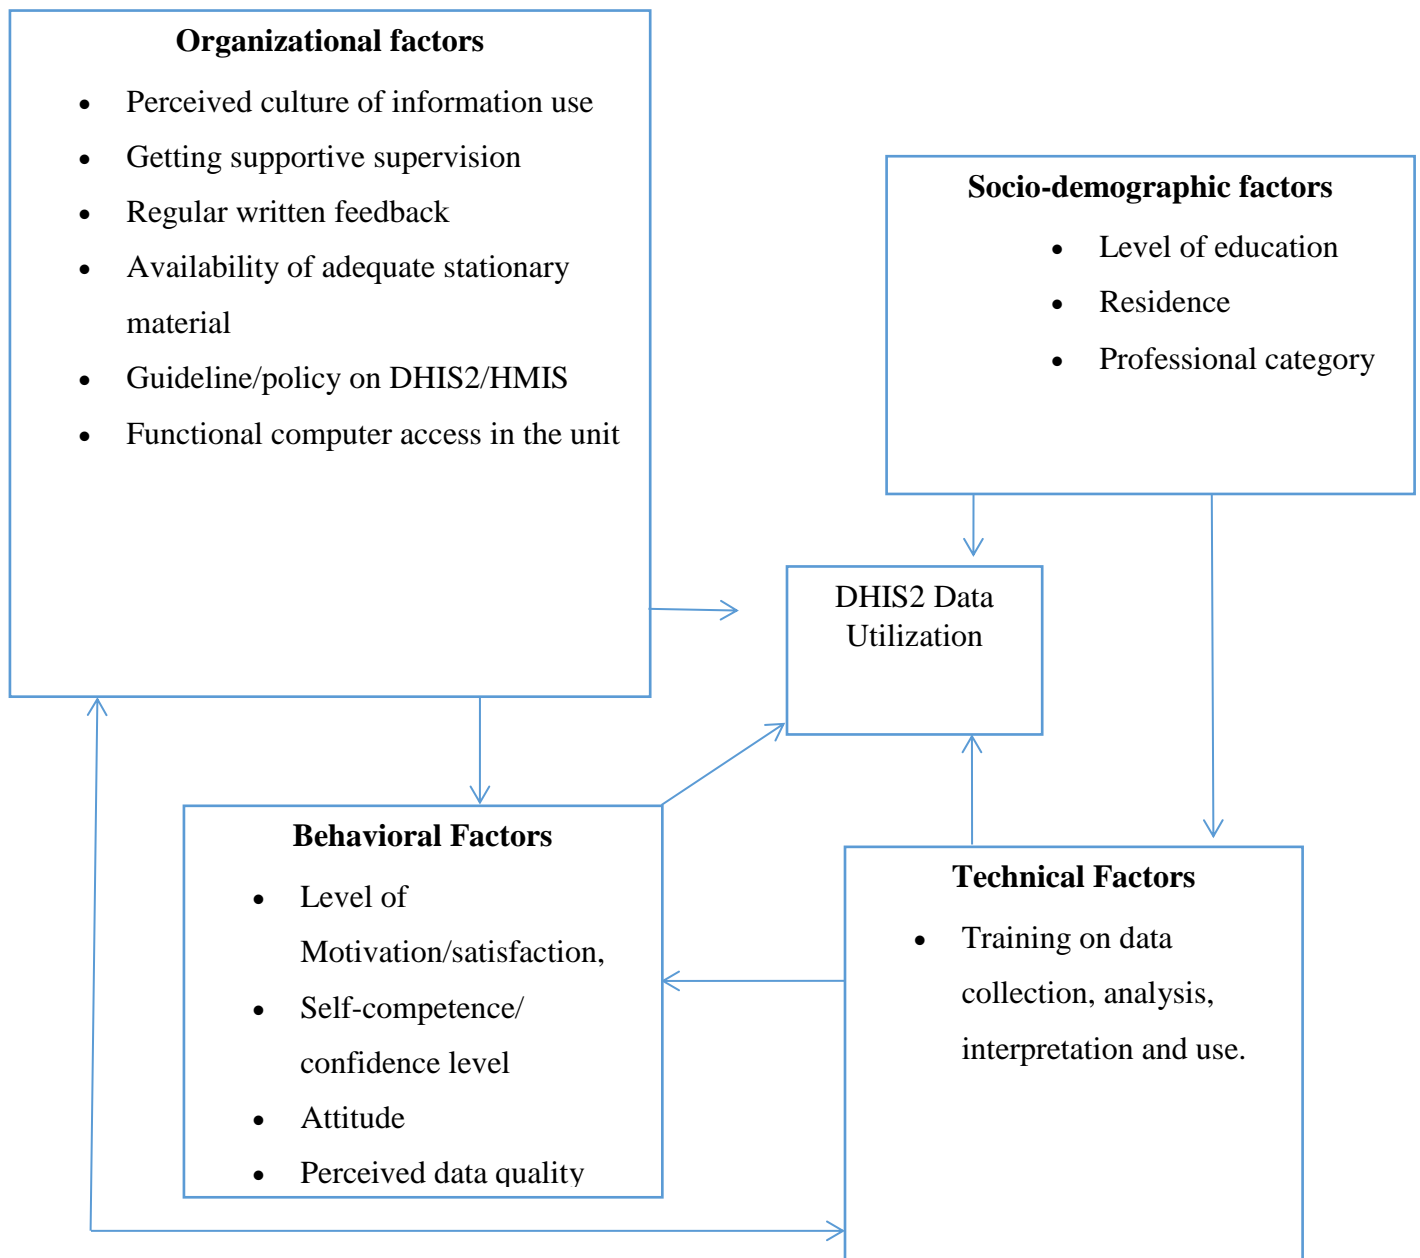 Organizational factors
• Perceived culture of information use
• Getting supportive supervision
• Regular written feedback
• Availability of adequate stationary
material
• Guideline/policy on DHIS2/HMIS
• Functional computer access in the unit
Socio-demographic factors
• Level of education
• Residence
• Professional category
DHIS2 Data
Utilization
Behavioral Factors
• Level of
Motivation/satisfaction,
• Self-competence/
confidence level
• Attitude
• Perceived data quality
Technical Factors
• Training on data
collection, analysis,
interpretation and use.